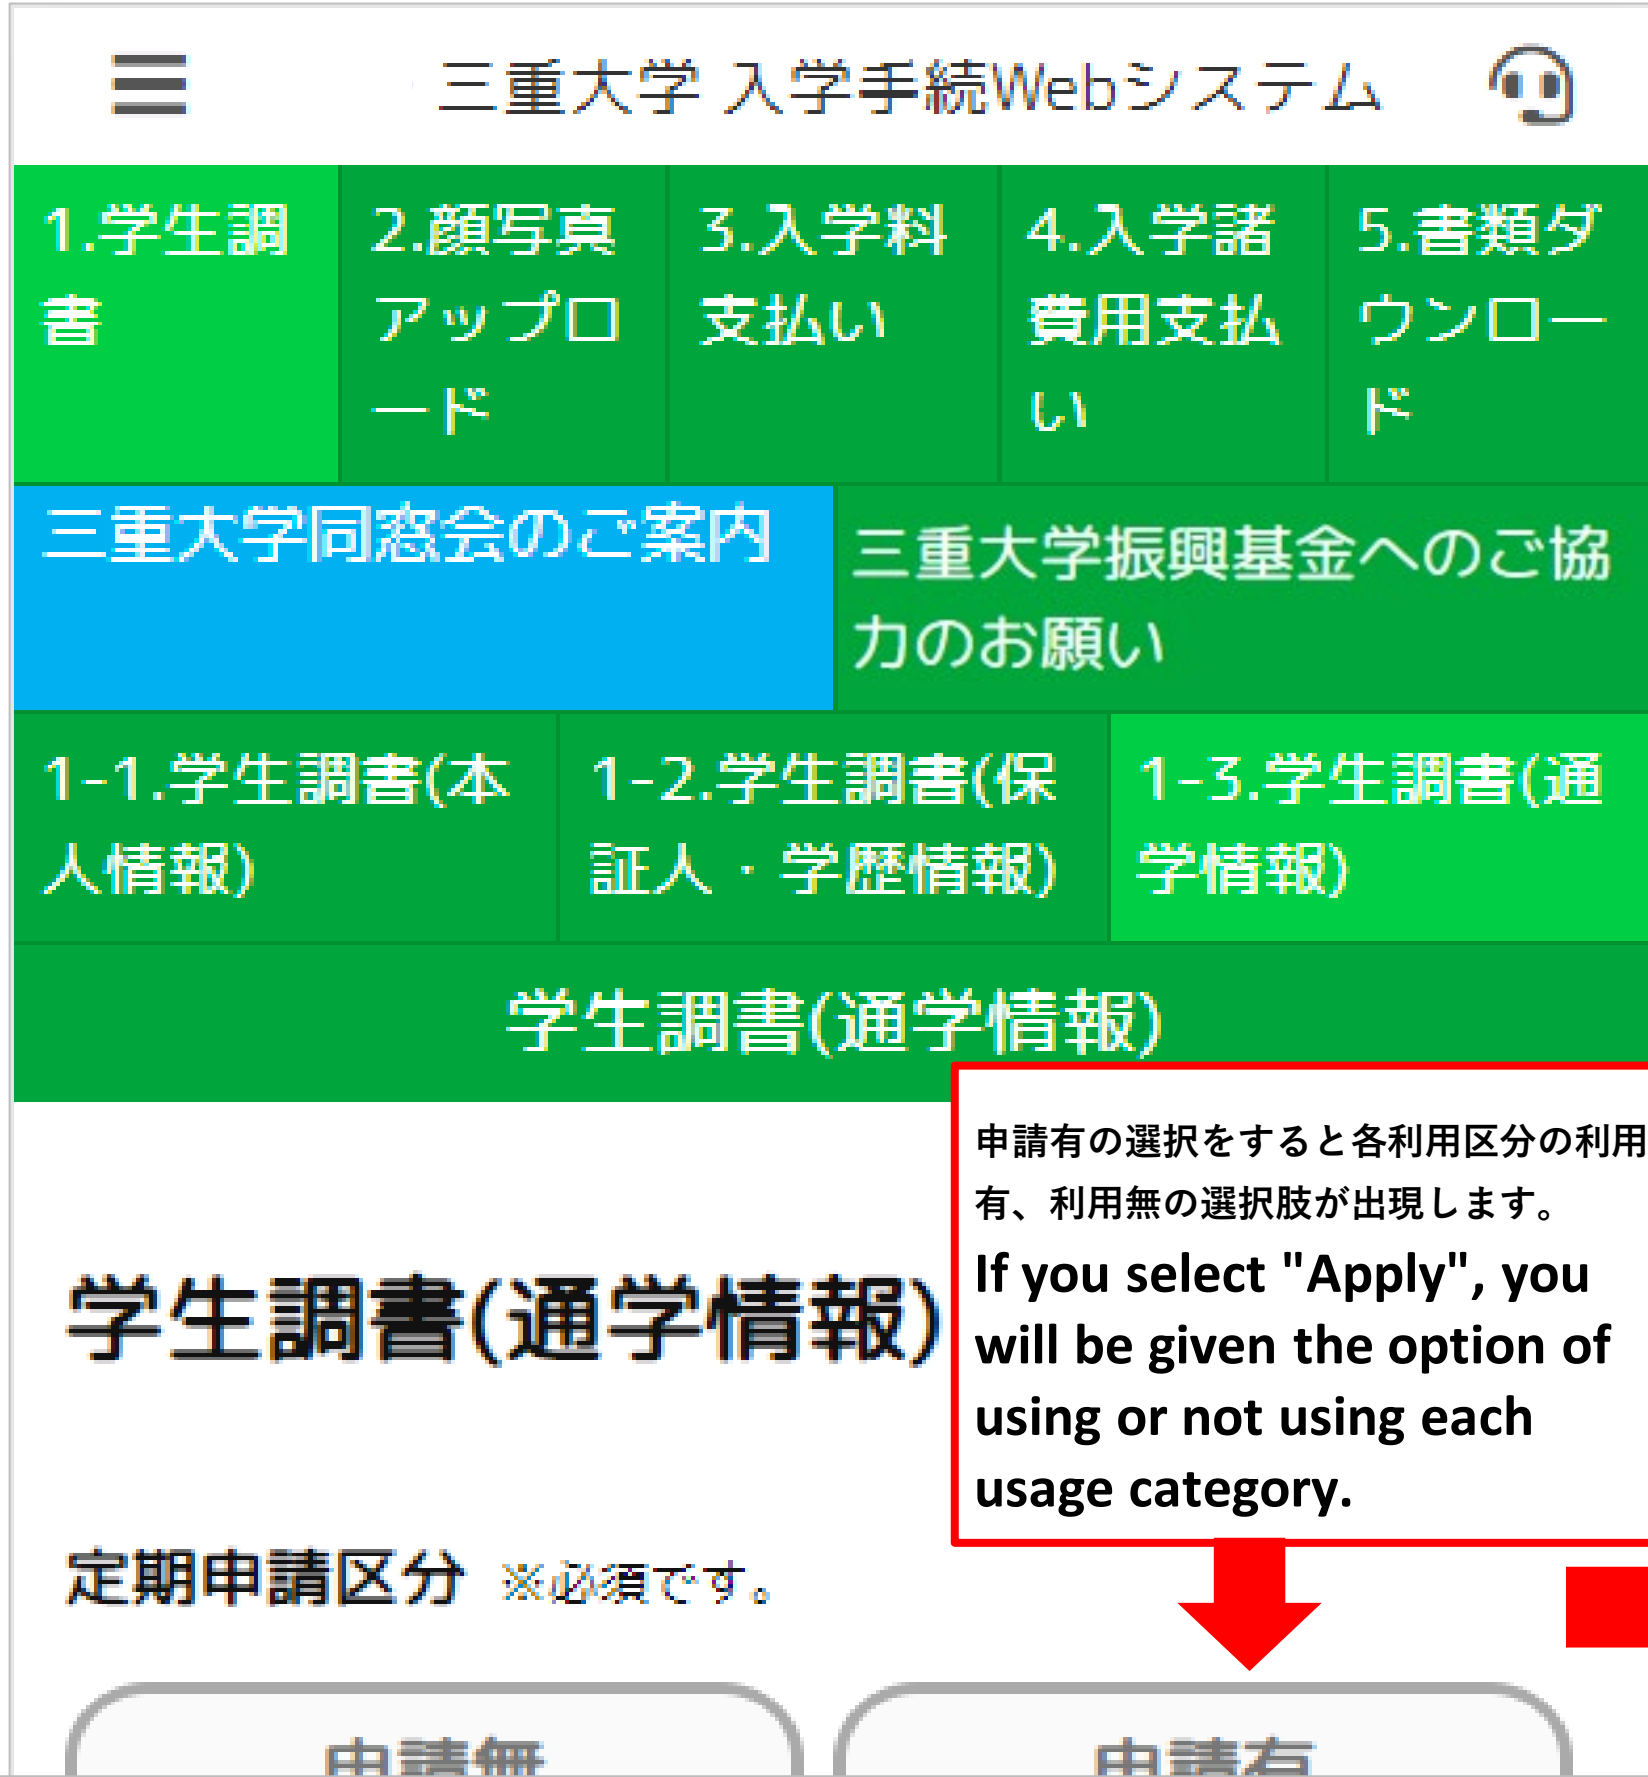 三重大学 入学手続Webシステム
1.学生調
書
2.顔写真
アップロ
ード
3.入学料
支払い
4.入学諸
費用支払
い
5.書類ダ
ウンロー
ド
三重大学同窓会のご案内
三重大学振興基金へのご協
力のお願い
1-1.学生調書(本
人情報)
1-2.学生調書(保
証人・学歴情報)
1-3.学生調書(通
学情報)
学生調書(通学情報)
申請有の選択をすると各利用区分の利用
有、利用無の選択肢が出現します。
If you select "Apply", you
will be given the option of
using or not using each
usage category.
学生調書(通学情報)
定期申請区分 ※必須です。
申請無
申請有